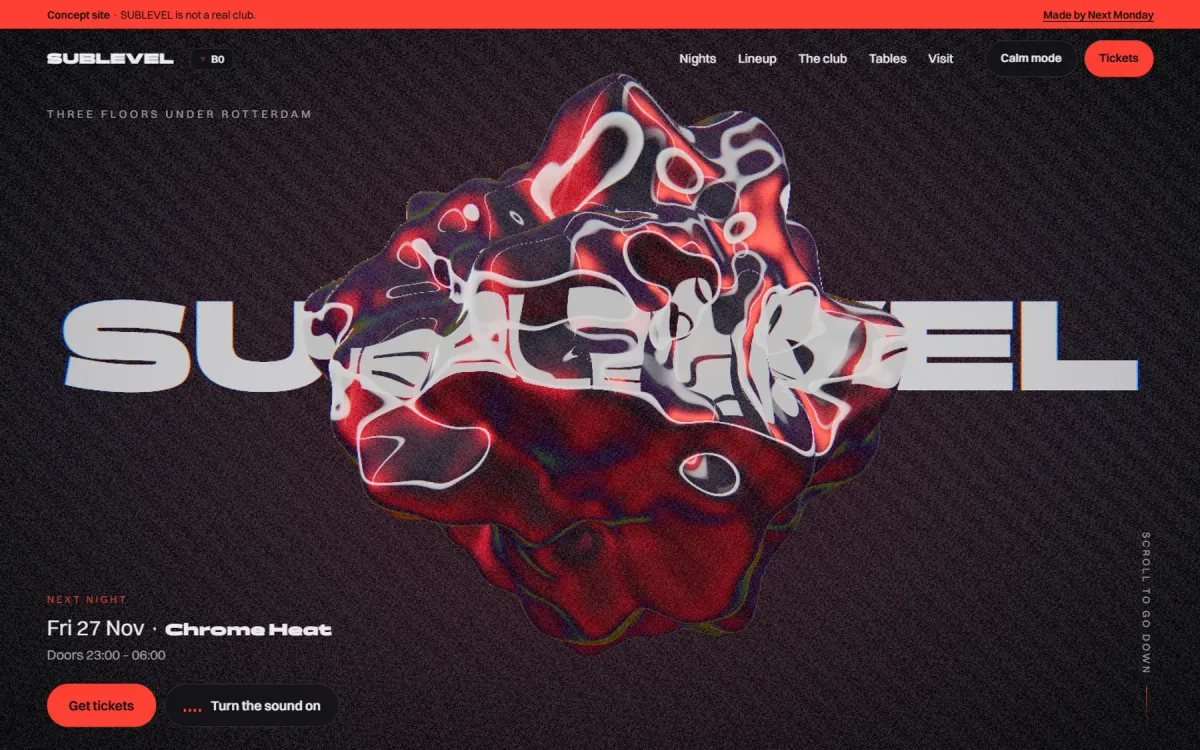 Concept site · SUBLEVEL is not a real club.
Made by Next Monday
SUBLEVEL
B0
Nights
Lineup
The club
Tables
Visit
Calm mode
Tickets
THREE FLOORS UNDER ROTTERDAM
SUBLEVEL
NEXT NIGHT
Fri 27 Nov · Chrome Heat
Doors 23:00 – 06:00
Get tickets
Turn the sound on
SCROLL TO GO DOWN